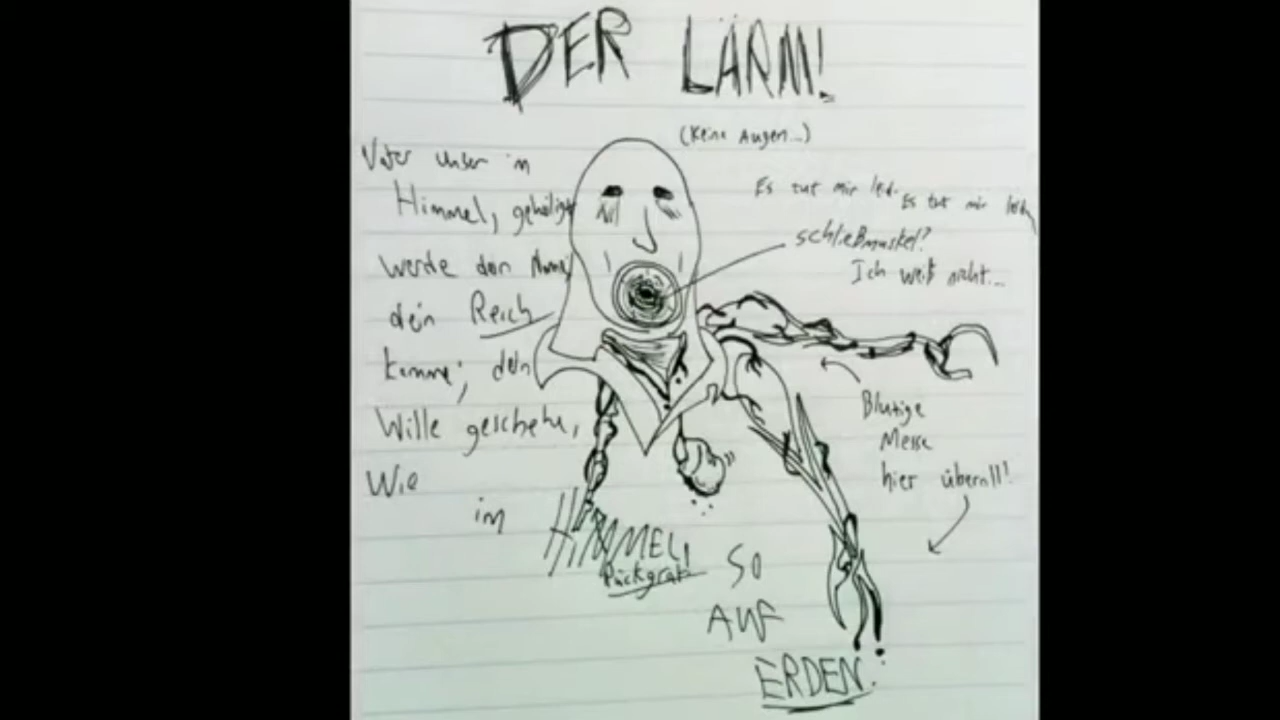 DER LÄRM!
(Keine Augen...)
Vater unser im
Himmel, geheiligt
werde dein Name,
dein Reich
komme; dein
Wille geschehe,
Wie
im
HIMMEL,
Rückgrat
SO
AUF
ERDEN.
Es tut mir leid.
Es tut mir leid
schließmuskel?
Ich weiß nicht...
Blutige
Messe
hier überall!